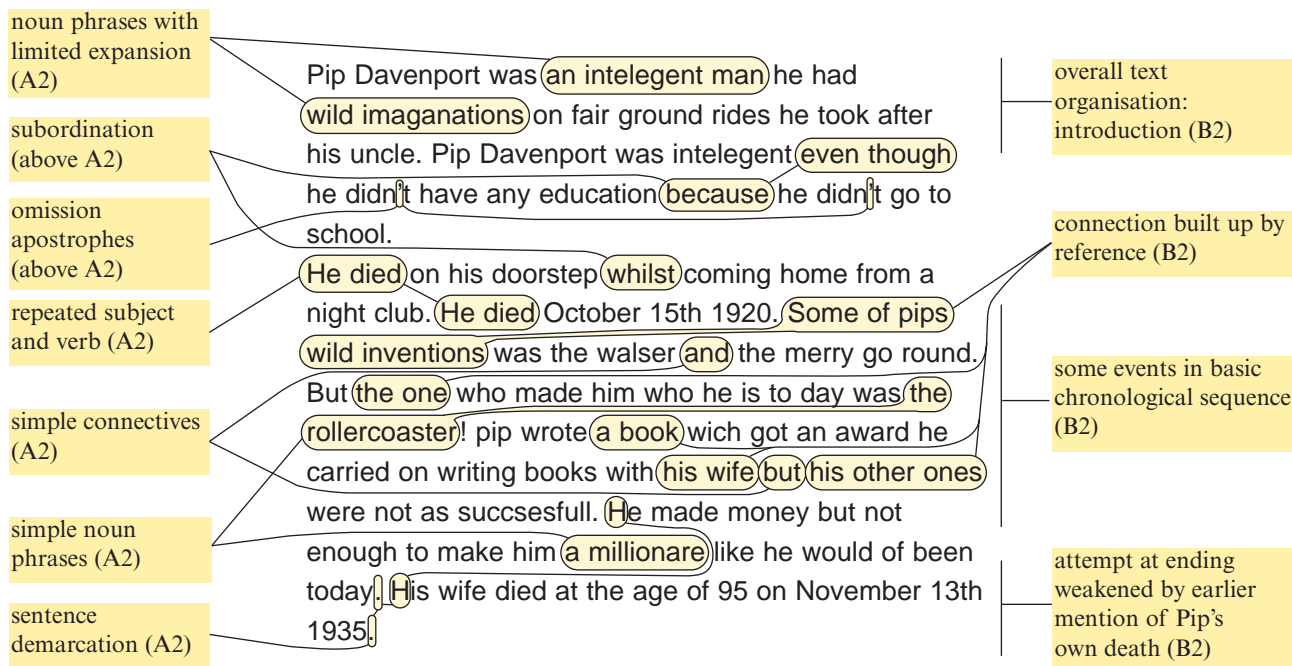 noun phrases with
limited expansion
(A2)
subordination
(above A2)
omission
apostrophes
(above A2)
repeated subject
and verb (A2)
simple connectives
(A2)
simple noun
phrases (A2)
sentence
demarcation (A2)
Pip Davenport was an intelegent man he had
wild imaganations on fair ground rides he took after
his uncle. Pip Davenport was intelegent even though
he didn't have any education because he didn't go to
school.
He died on his doorstep whilst coming home from a
night club. He died October 15th 1920. Some of pips
wild inventions was the walser and the merry go round.
But the one who made him who he is to day was the
rollercoaster! pip wrote a book wich got an award he
carried on writing books with his wife but his other ones
were not as succsesfull. He made money but not
enough to make him a millionare like he would of been
today. His wife died at the age of 95 on November 13th
1935.
overall text
organisation:
introduction (B2)
connection built up by
reference (B2)
some events in basic
chronological sequence
(B2)
attempt at ending
weakened by earlier
mention of Pip's
own death (B2)